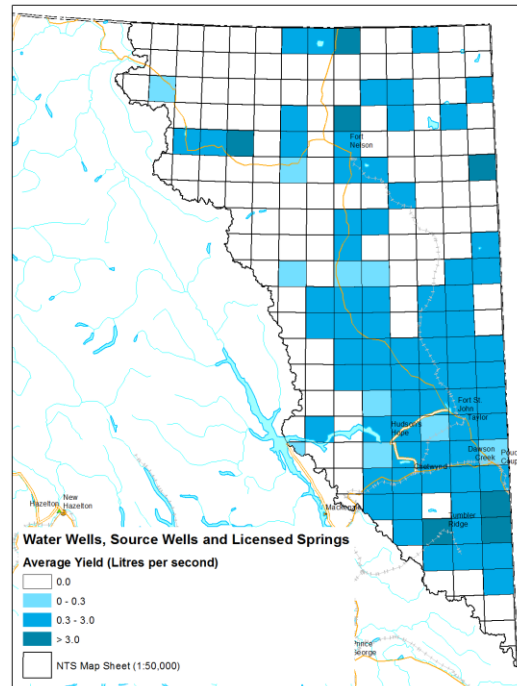 Fort
Nelson
Fort St.
John
Taylor
Hudson's
Hope
Dawson
Creek
Chetwynd
Hazelton
New
Hazelton
Mackenzie
Tumbler
Ridge
Water Wells, Source Wells and Licensed Springs
Average Yield (Litres per second)
0.0
0 - 0.3
0.3 - 3.0
> 3.0
NTS Map Sheet (1:50,000)
Prince
George